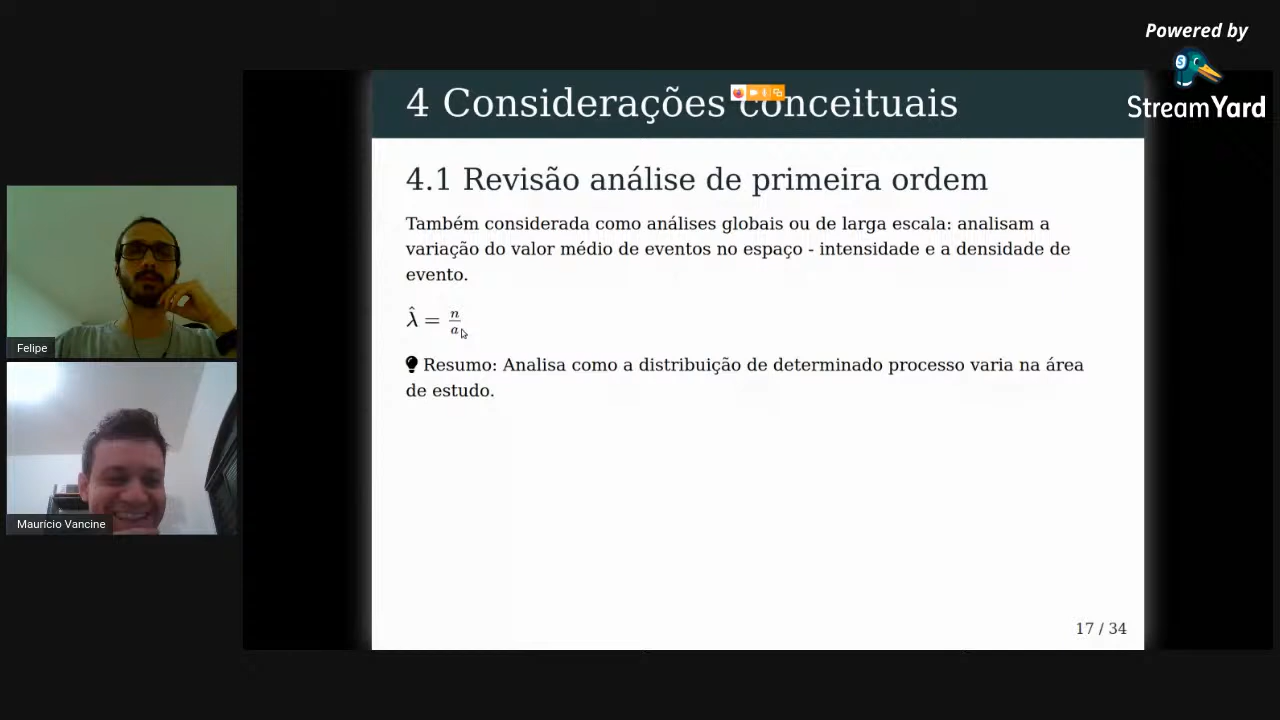 Powered by
StreamYard
4 Considerações conceituais
4.1 Revisão análise de primeira ordem
Também considerada como análises globais ou de larga escala: analisam a
variação do valor médio de eventos no espaço - intensidade e a densidade de
evento.
λ̂ = n/a
Resumo: Analisa como a distribuição de determinado processo varia na área
de estudo.
17 / 34
Felipe
Maurício Vancine